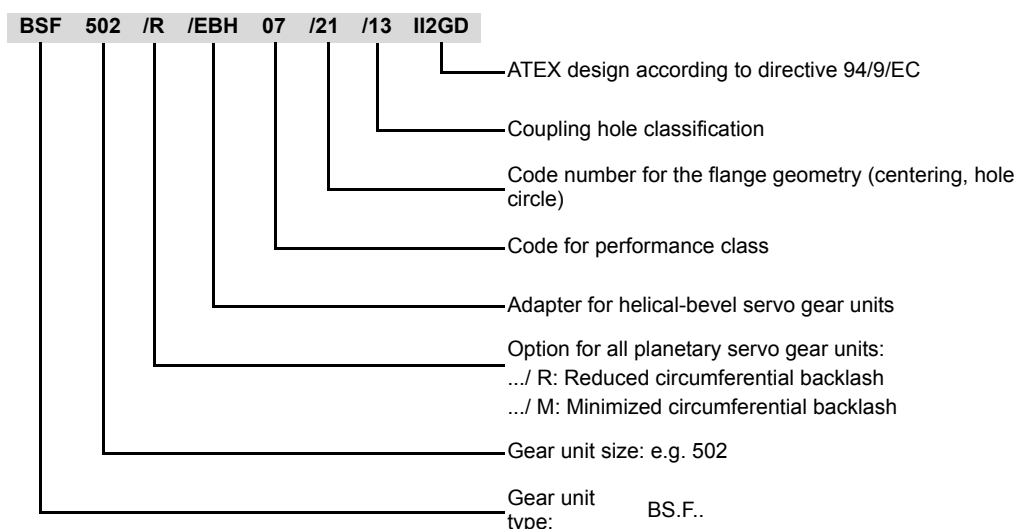 BSF 502 /R /EBH 07 /21 /13 II2GD
ATEX design according to directive 94/9/EC
Coupling hole classification
Code number for the flange geometry (centering, hole
circle)
Code for performance class
Adapter for helical-bevel servo gear units
Option for all planetary servo gear units:
.../ R: Reduced circumferential backlash
.../ M: Minimized circumferential backlash
Gear unit size: e.g. 502
Gear unit
type: BS.F..